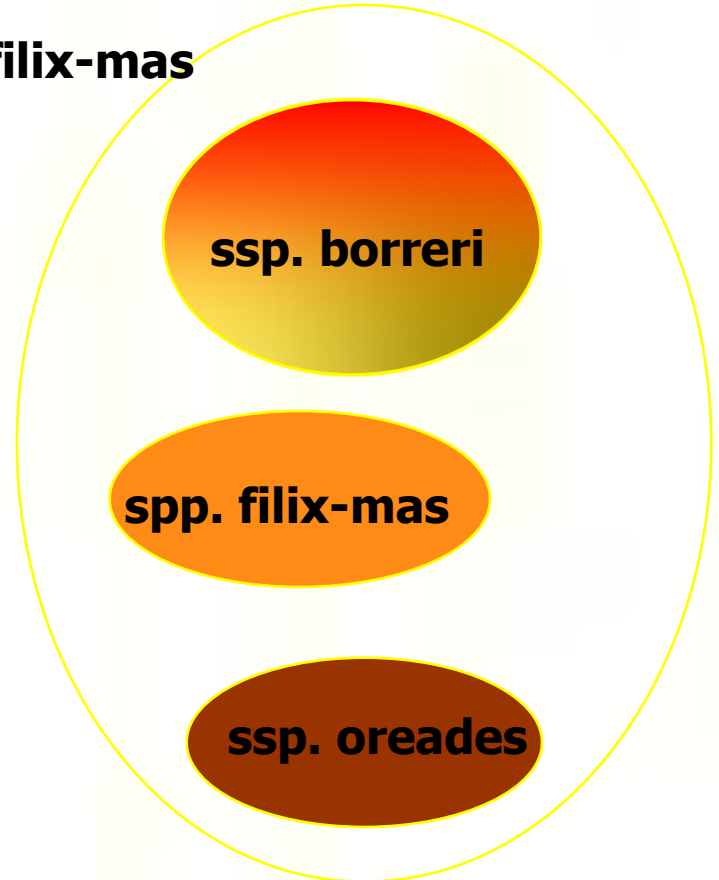 filix-mas
ssp. borreri
spp. filix-mas
ssp. oreades